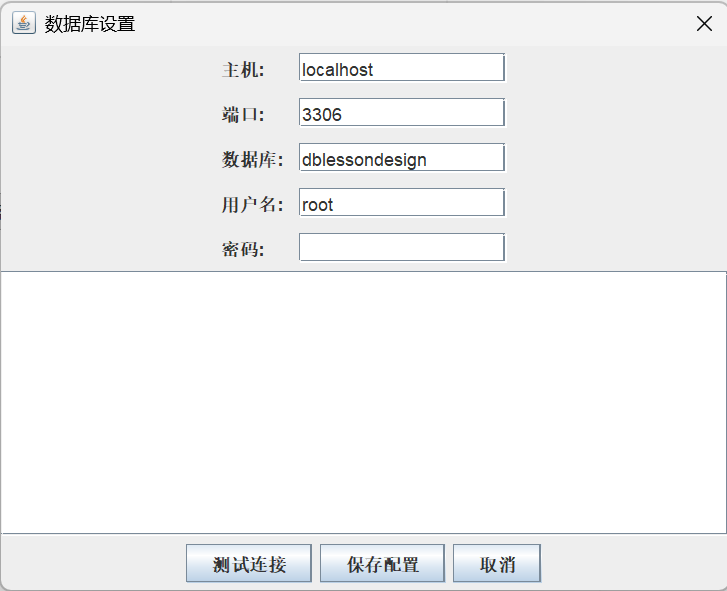 数据库设置
主机: localhost
端口: 3306
数据库: dblessondesign
用户名: root
密码:
测试连接 保存配置 取消